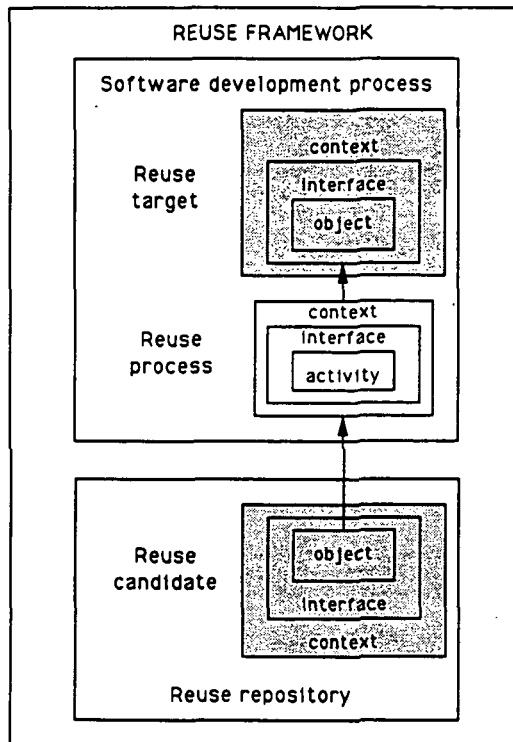 REUSE FRAMEWORK
Software development process
Reuse
target
context
interface
object
Reuse
process
context
interface
activity
Reuse
candidate
object
interface
context
Reuse repository